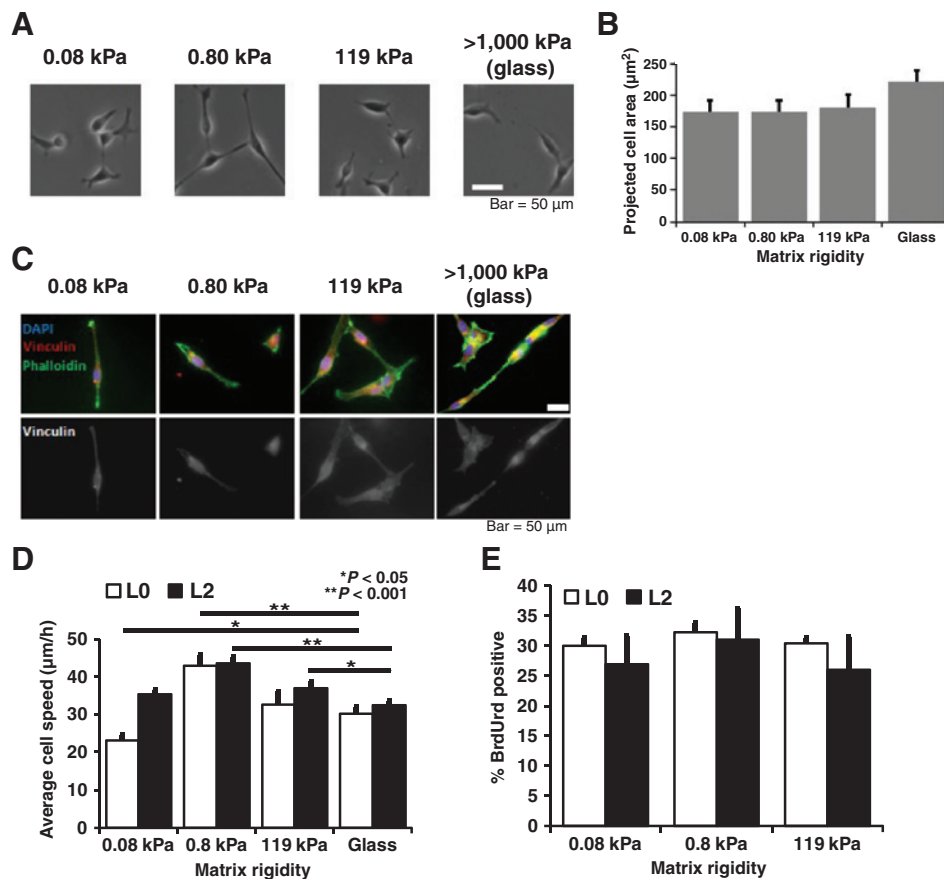 A
0.08 kPa
0.80 kPa
119 kPa
>1,000 kPa
(glass)
Bar = 50 µm
B
Projected cell area (µm²)
250
200
150
100
50
0
0.08 kPa
0.80 kPa
119 kPa
Glass
Matrix rigidity
C
0.08 kPa
0.80 kPa
119 kPa
>1,000 kPa
(glass)
DAPI
Vinculin
Phalloidin
Vinculin
Bar = 50 µm
D
L0
L2
*P < 0.05
**P < 0.001
**
*
**
*
Average cell speed (µm/h)
50
40
30
20
10
0
0.08 kPa
0.8 kPa
119 kPa
Glass
Matrix rigidity
E
L0
L2
% BrdUrd positive
40
35
30
25
20
15
10
5
0
0.08 kPa
0.8 kPa
119 kPa
Matrix rigidity